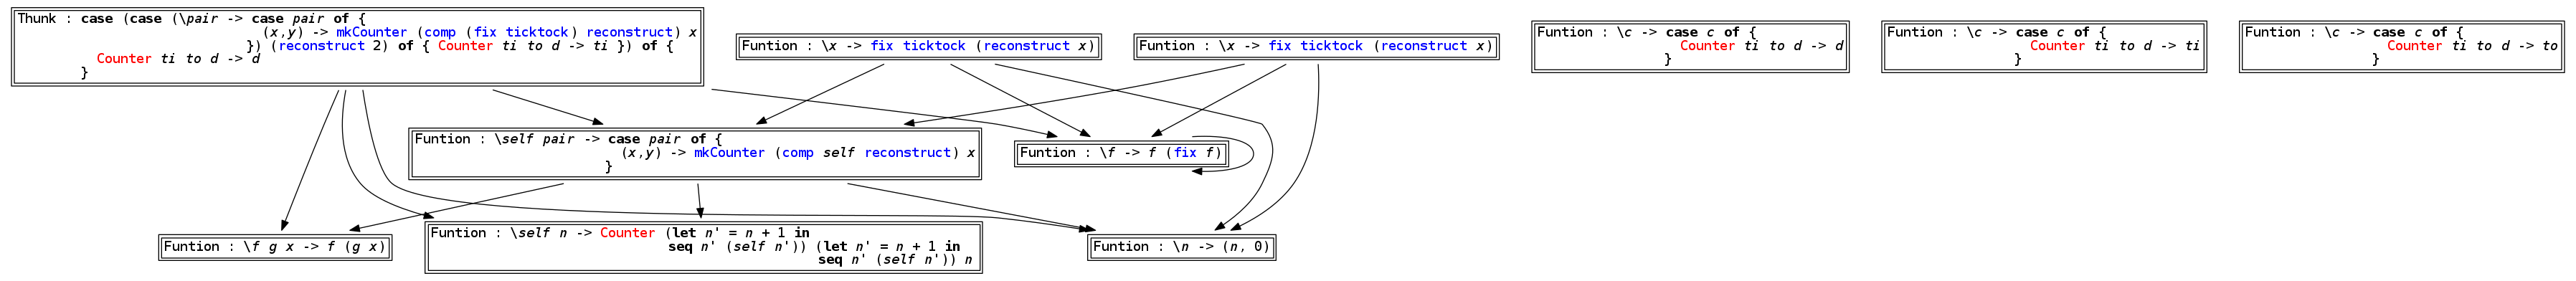 Thunk : case (case (\pair -> case pair of {
(x,y) -> mkCounter (comp (fix ticktock) reconstruct) x
}) (reconstruct 2) of { Counter ti to d -> ti }) of {
Counter ti to d -> d
}
Funtion : \x -> fix ticktock (reconstruct x)
Funtion : \x -> fix ticktock (reconstruct x)
Funtion : \c -> case c of {
Counter ti to d -> d
}
Funtion : \c -> case c of {
Counter ti to d -> ti
}
Funtion : \c -> case c of {
Counter ti to d -> to
}
Funtion : \self pair -> case pair of {
(x,y) -> mkCounter (comp self reconstruct) x
}
Funtion : \f -> f (fix f)
Funtion : \f g x -> f (g x)
Funtion : \self n -> Counter (let n' = n + 1 in
seq n' (self n')) (let n' = n + 1 in
seq n' (self n')) n
Funtion : \n -> (n, 0)